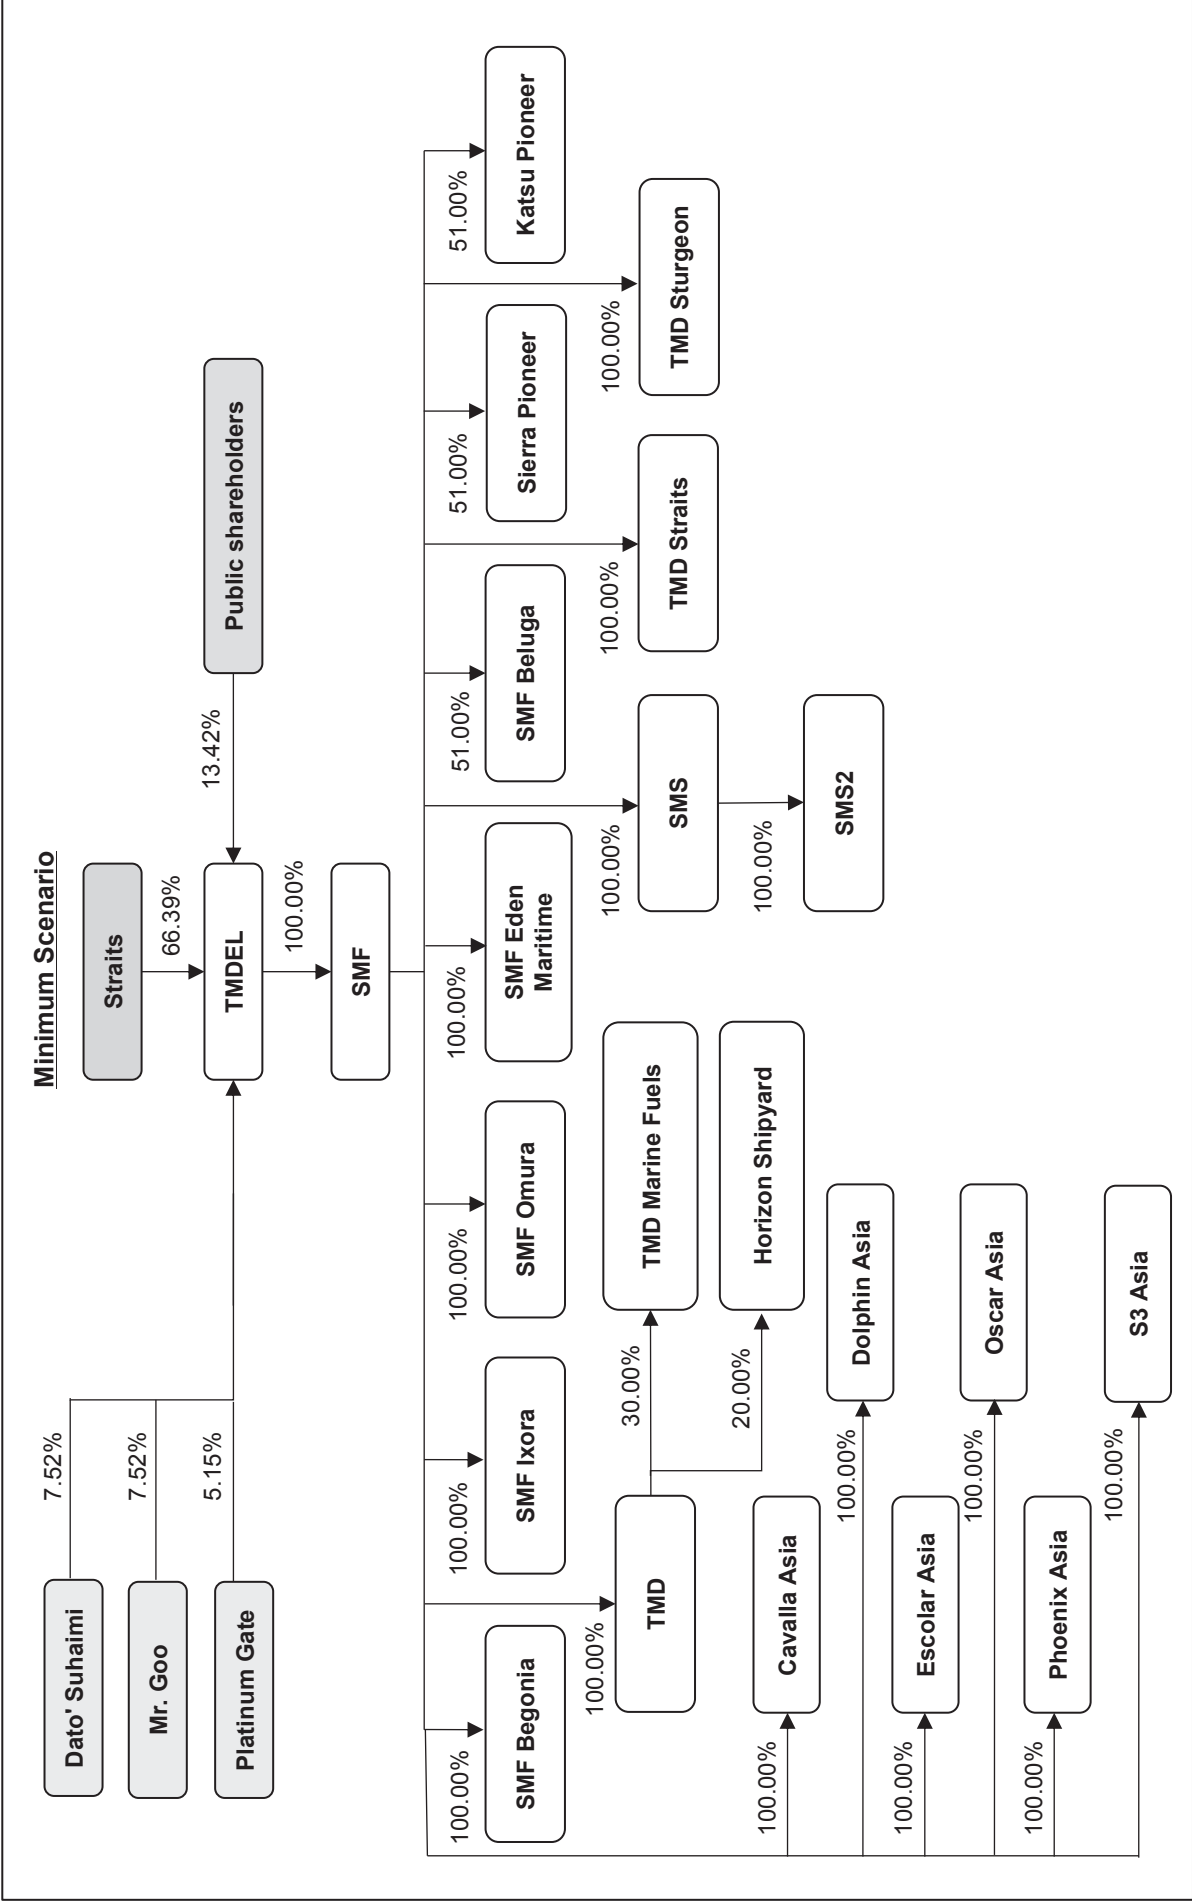 Minimum Scenario
Dato' Suhaimi
7.52%
Mr. Goo
7.52%
Platinum Gate
5.15%
Straits
66.39%
Public shareholders
13.42%
TMDEL
100.00%
SMF
100.00%
SMF Begonia
100.00%
SMF Ixora
100.00%
SMF Omura
100.00%
SMF Eden
Maritime
51.00%
SMF Beluga
51.00%
Sierra Pioneer
51.00%
Katsu Pioneer
100.00%
TMD
30.00%
TMD Marine Fuels
20.00%
Horizon Shipyard
100.00%
SMS
100.00%
SMS2
100.00%
TMD Straits
100.00%
TMD Sturgeon
100.00%
Cavalla Asia
100.00%
Dolphin Asia
100.00%
Escolar Asia
100.00%
Oscar Asia
100.00%
Phoenix Asia
100.00%
S3 Asia